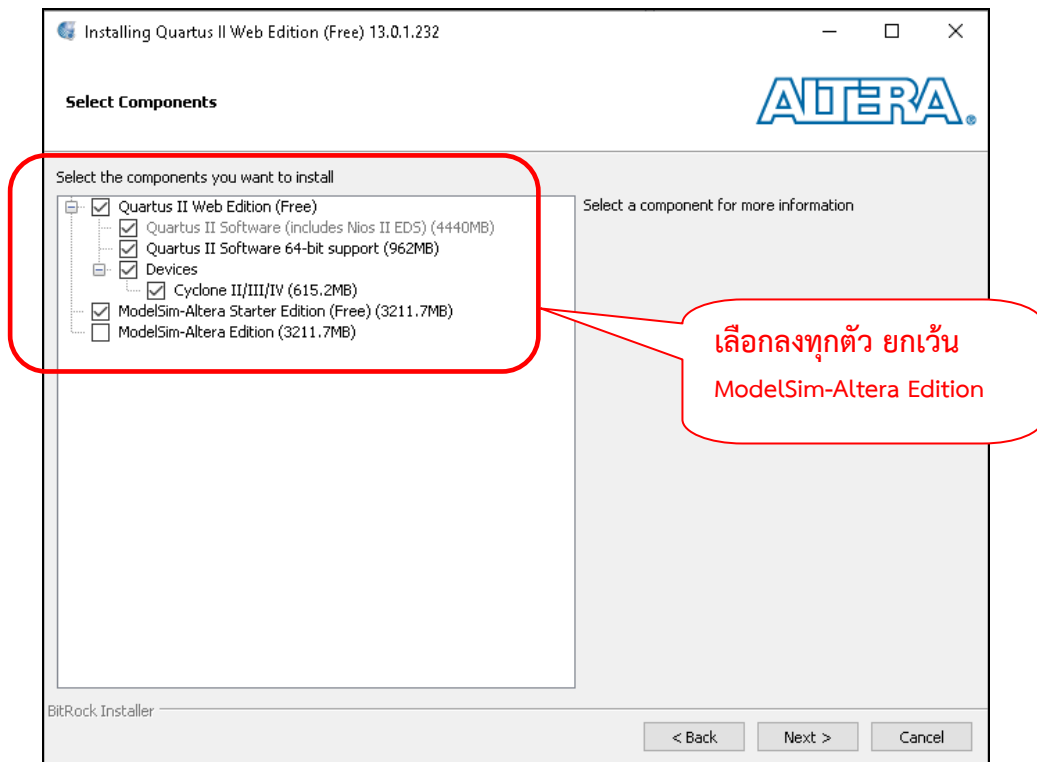 Installing Quartus II Web Edition (Free) 13.0.1.232
Select Components
ALTERA®
Select the components you want to install
Quartus II Web Edition (Free)
Quartus II Software (includes Nios II EDS) (4440MB)
Quartus II Software 64-bit support (962MB)
Devices
Cyclone II/III/IV (615.2MB)
ModelSim-Altera Starter Edition (Free) (3211.7MB)
ModelSim-Altera Edition (3211.7MB)
Select a component for more information
เลือกลงทุกตัว ยกเว้น
ModelSim-Altera Edition
BitRock Installer
< Back
Next >
Cancel